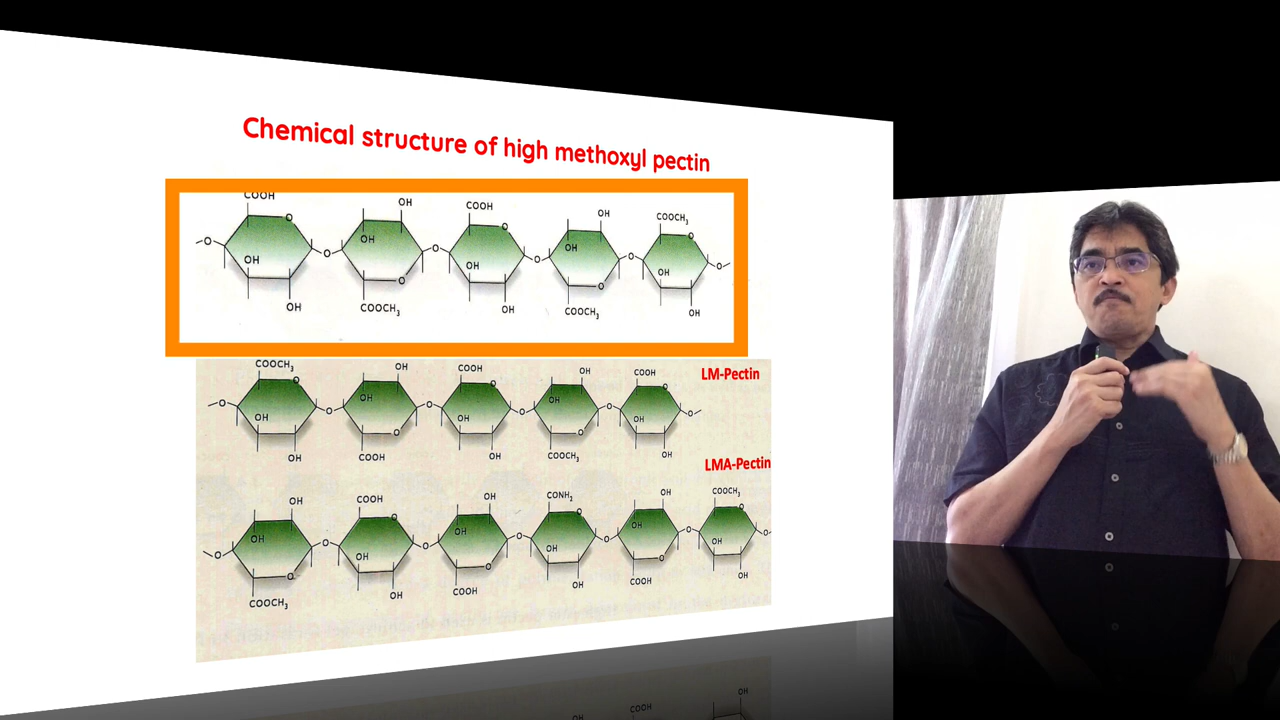 Chemical structure of high methoxyl pectin
COOH OH COOH OH COOCH₃
O O O
OH OH
–O O O O O O–
OH OH OH
O O
OH COOCH₃ OH COOCH₃ OH
LM-Pectin
COOCH₃ OH COOH OH COOH
O O O
OH OH
–O O O O O O–
OH OH OH
O O
OH COOH OH COOCH₃ OH
LMA-Pectin
OH COOH OH CONH₂ OH COOCH₃
O O O
OH OH OH
–O O O O O O O–
OH OH OH
O O O
COOCH₃ OH COOH OH COOH OH
OH
COOH
OH